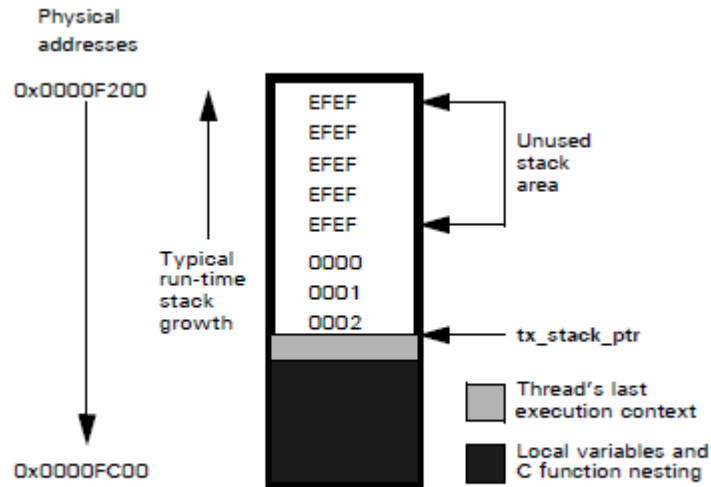 Physical
addresses
0x0000F200
EFEF
EFEF
EFEF
EFEF
EFEF
Unused
stack
area
Typical
run-time
stack
growth
0000
0001
0002
tx_stack_ptr
Thread's last
execution context
Local variables and
C function nesting
0x0000FC00